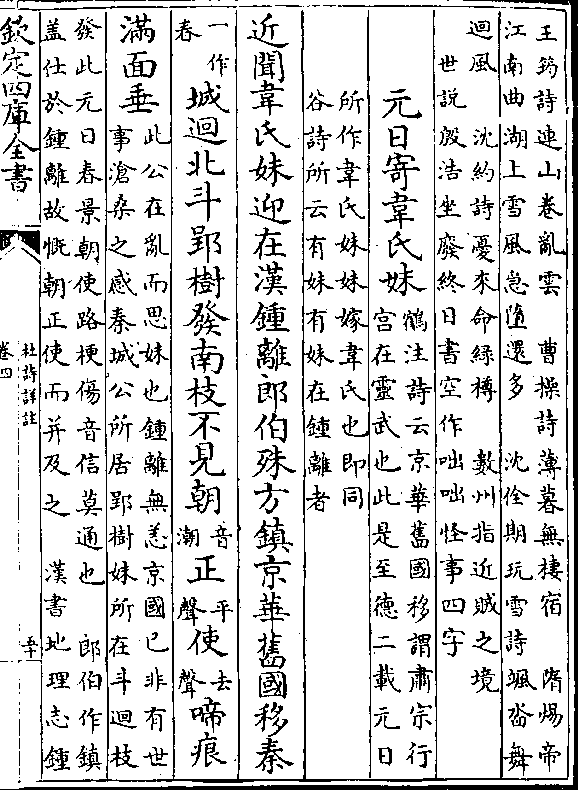 王筠詩連山卷亂雲　曹操詩薄暮無棲宿　隋煬帝
江南曲湖上雪風急墮還多　沈佺期玩雪詩颯沓舞
迴風　沈約詩憂來命綠樽　數州指近賊之境
世説殷浩坐廢終日書空作咄咄怪事四字
元日寄韋氏妹
鶴注詩云京華舊國移謂肅宗行
宮在靈武也此是至德二載元日
所作韋氏妹妹嫁韋氏也即同
谷詩所云有妹有妹在鍾離者
近聞韋氏妹迎在漢鍾離郎伯殊方鎮京華舊國移秦
一作春城迴北斗郢樹發南枝不見朝音潮正平聲使去聲啼痕
滿面垂
此公在亂而思妹也鍾離無恙京國已非有世
事滄桑之感秦城公所居郢樹妹所在斗迴枝
發此元日春景朝使路梗傷音信莫通也　郎伯作鎮
蓋仕於鍾離故慨朝正使而并及之　漢書地理志鍾
欽定四庫全書
杜詩詳註
卷四